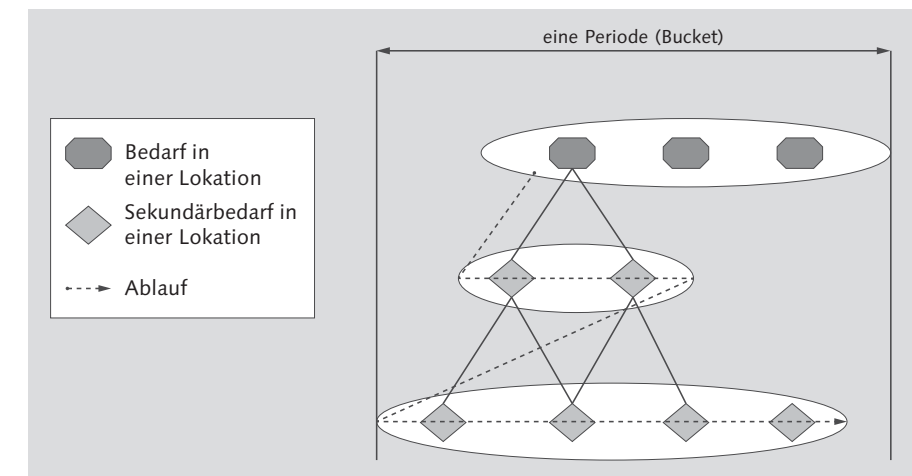 eine Periode (Bucket)
Bedarf in
einer Lokation
Sekundärbedarf in
einer Lokation
Ablauf